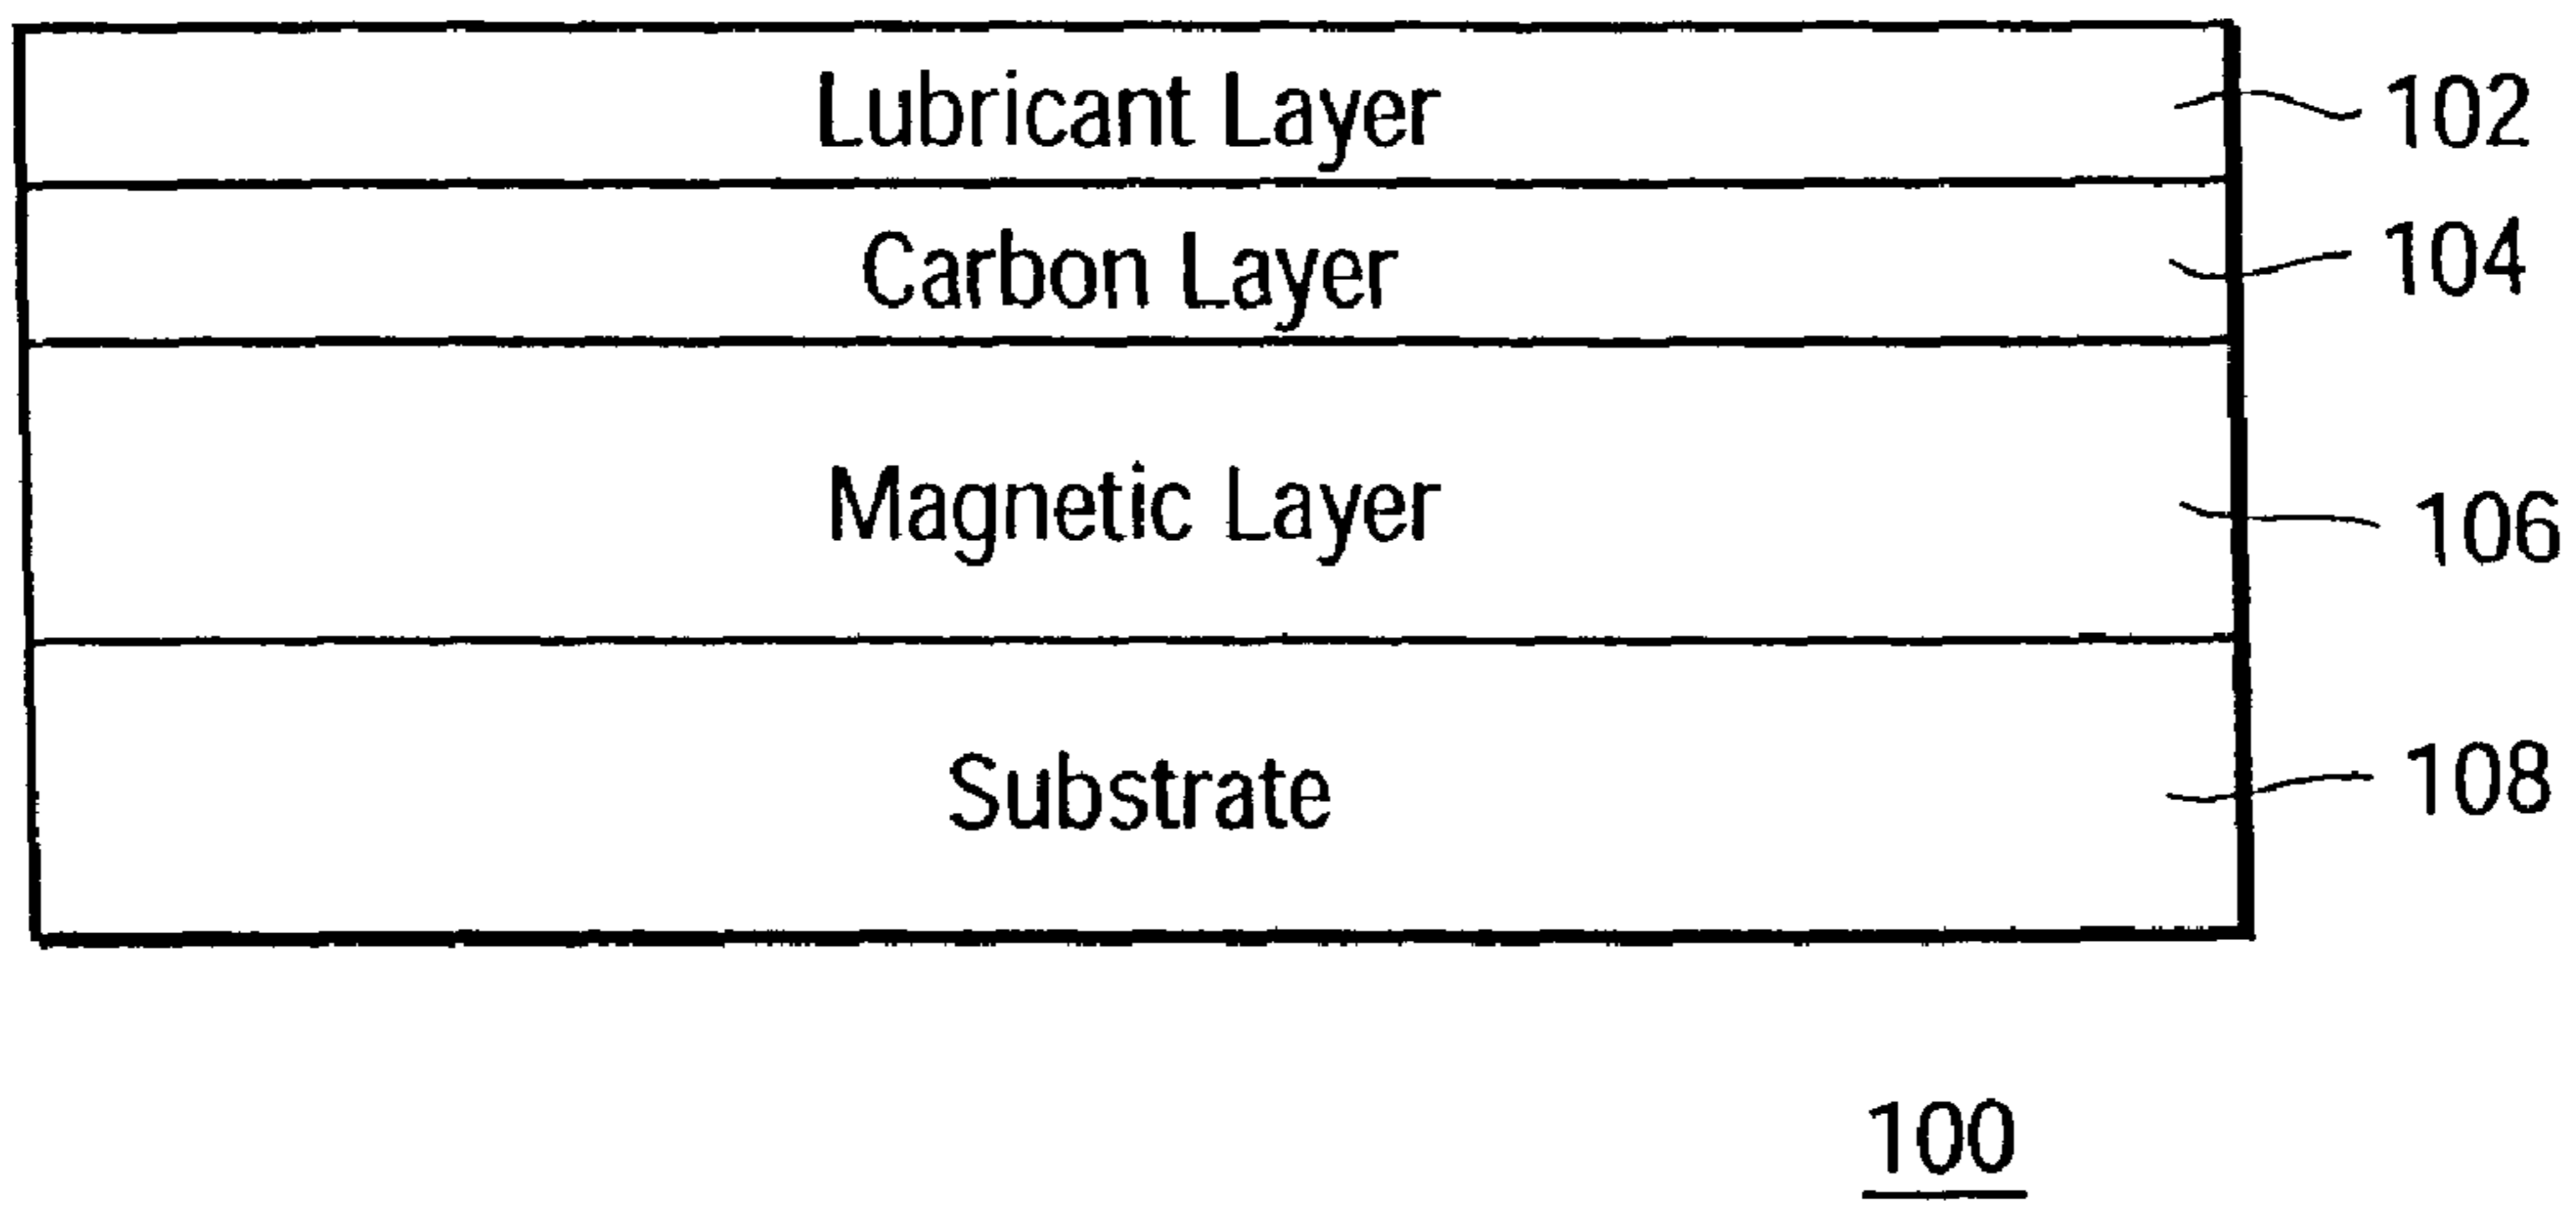 Lubricant Layer 102
Carbon Layer 104
Magnetic Layer 106
Substrate 108
100